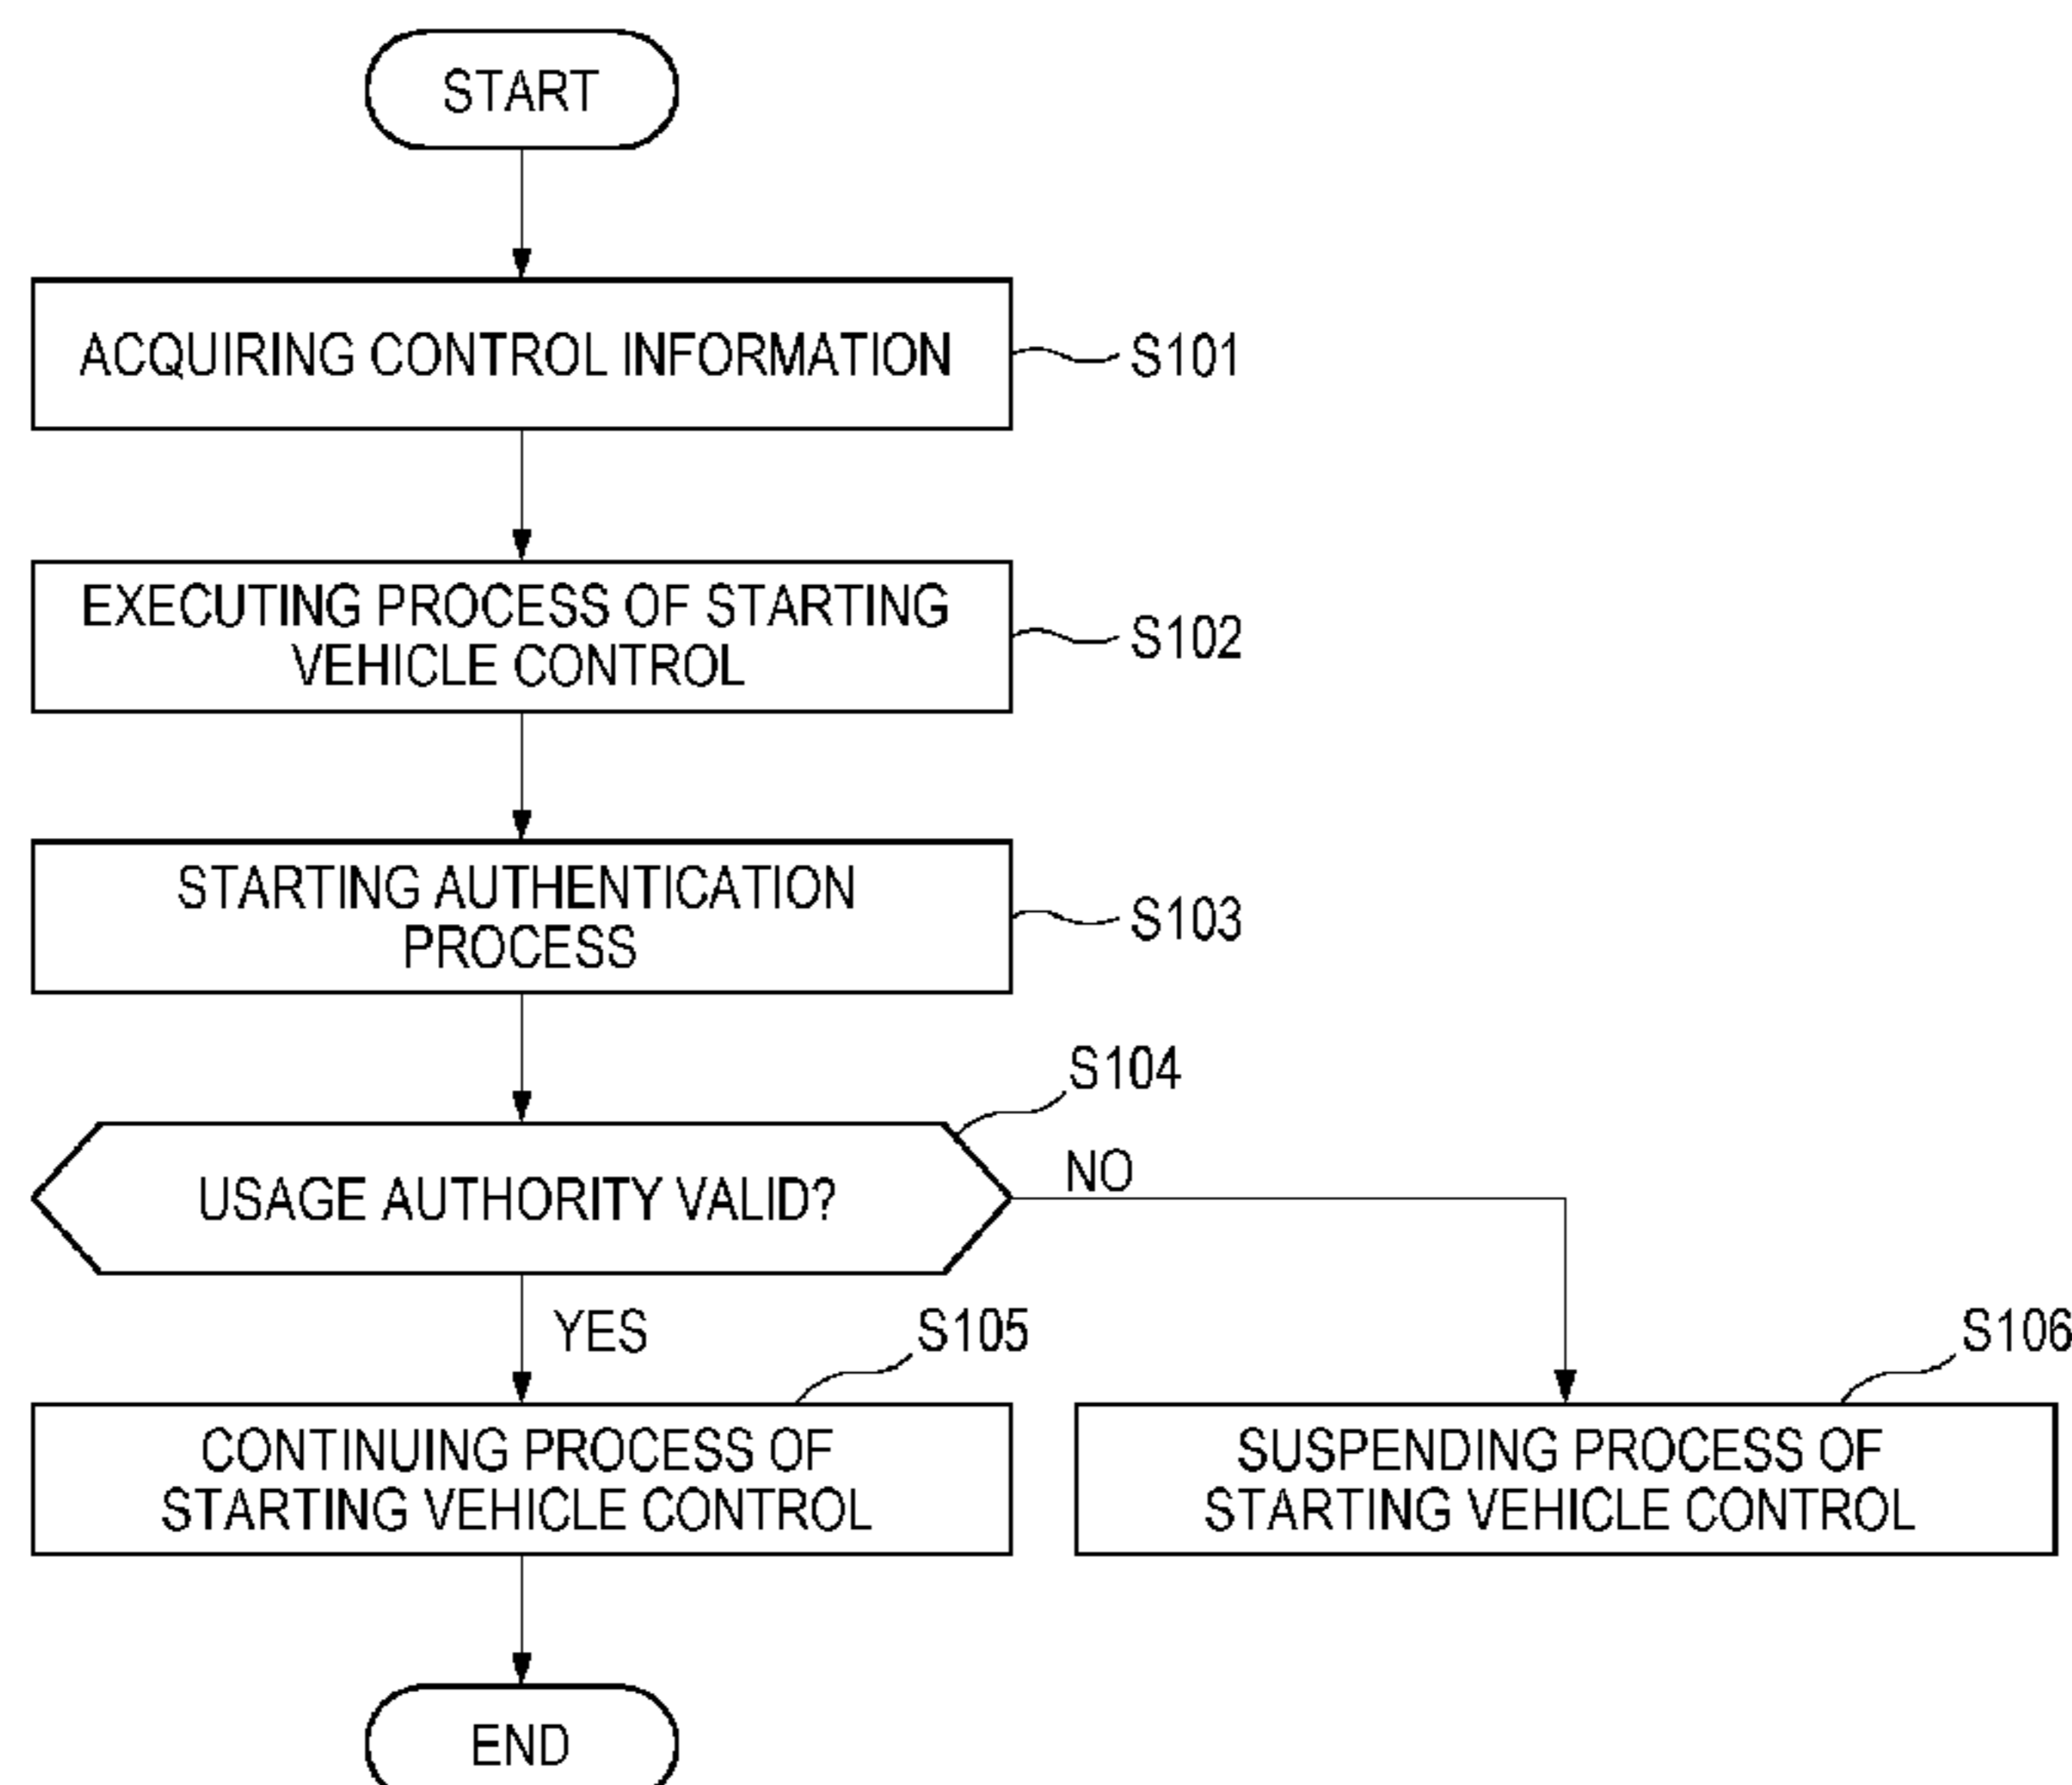 START
ACQUIRING CONTROL INFORMATION
S101
EXECUTING PROCESS OF STARTING
VEHICLE CONTROL
S102
STARTING AUTHENTICATION
PROCESS
S103
S104
USAGE AUTHORITY VALID?
NO
YES
S105
S106
CONTINUING PROCESS OF
STARTING VEHICLE CONTROL
SUSPENDING PROCESS OF
STARTING VEHICLE CONTROL
END